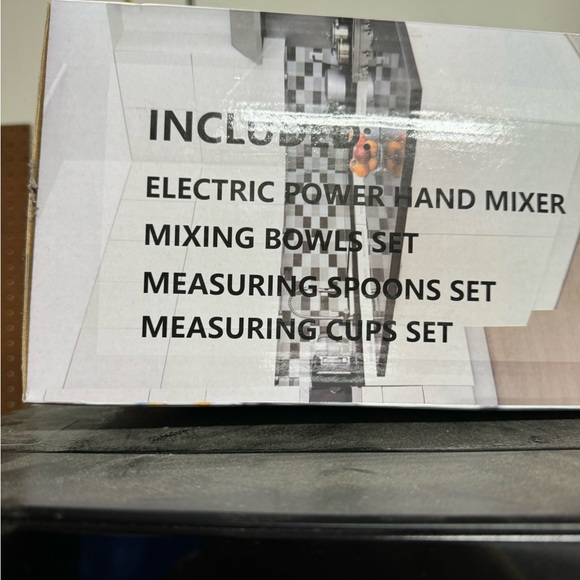 INCLUDED:
ELECTRIC POWER HAND MIXER
MIXING BOWLS SET
MEASURING SPOONS SET
MEASURING CUPS SET